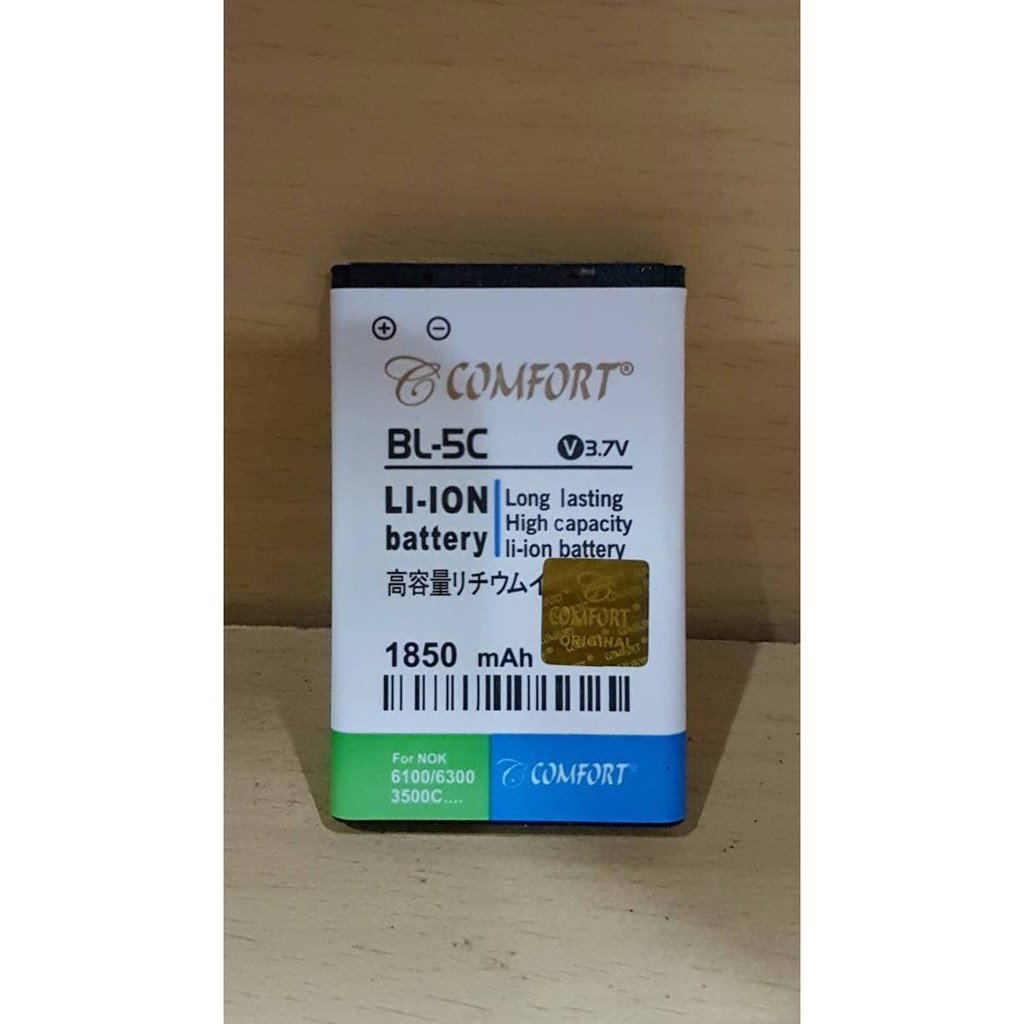 COMFORT®
BL-5C V 3.7V
LI-ION battery
Long lasting
High capacity
li-ion battery
高容量リチウムイ
COMFORT
ORIGINAL
1850 mAh
For NOK
6100/6300
3500C....
COMFORT